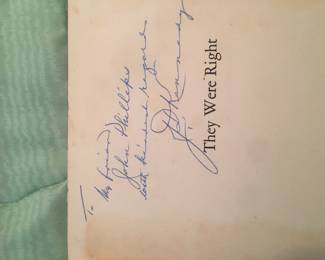 To
My Friend
John Phillips
with kindest regards
J. Kennedy
They Were Right